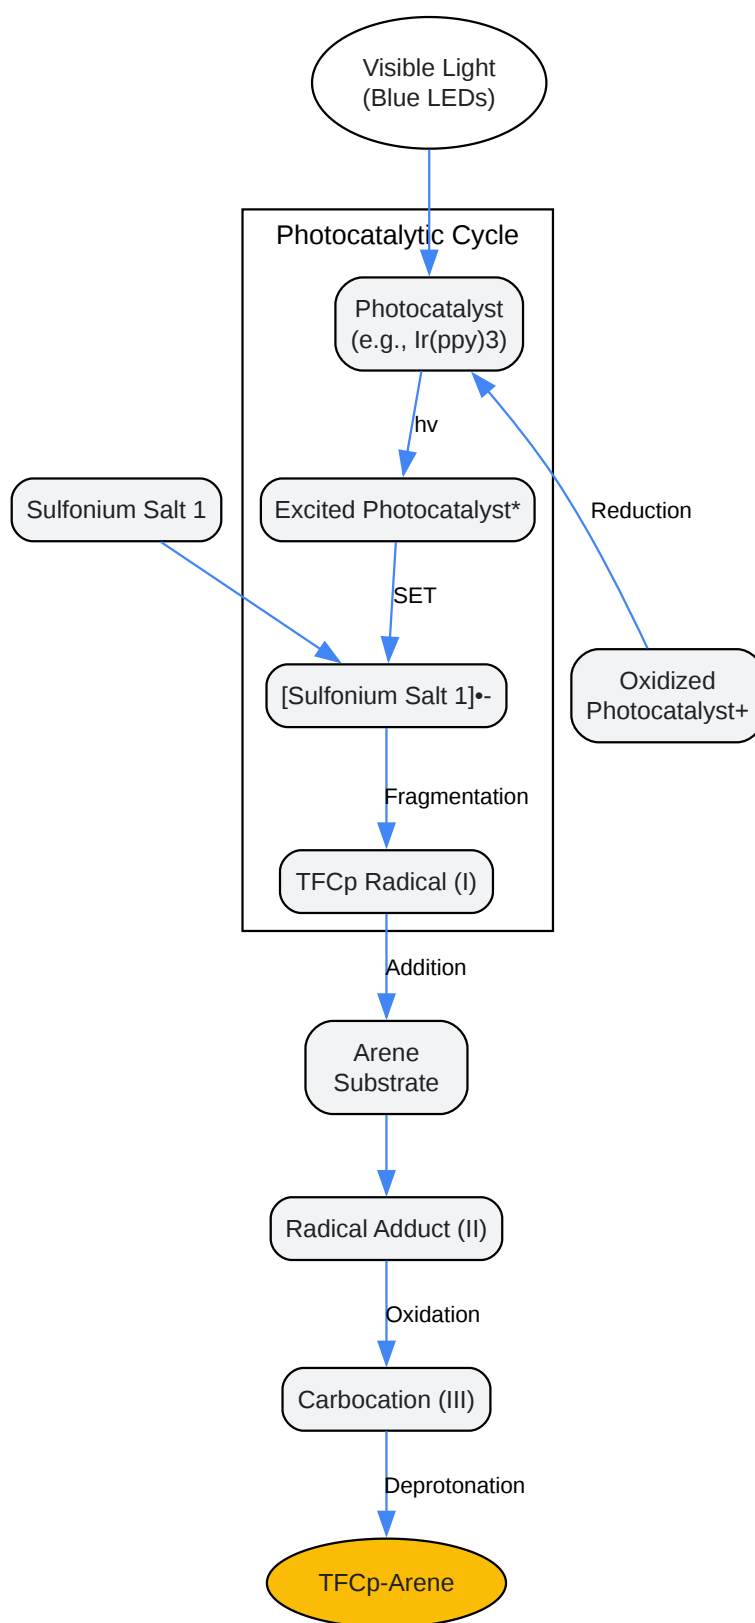 Visible Light
(Blue LEDs)
Photocatalytic Cycle
Photocatalyst
(e.g., Ir(ppy)3)
hv
Sulfonium Salt 1
Excited Photocatalyst*
Reduction
SET
[Sulfonium Salt 1]•-
Oxidized
Photocatalyst+
Fragmentation
TFCp Radical (I)
Addition
Arene
Substrate
Radical Adduct (II)
Oxidation
Carbocation (III)
Deprotonation
TFCp-Arene